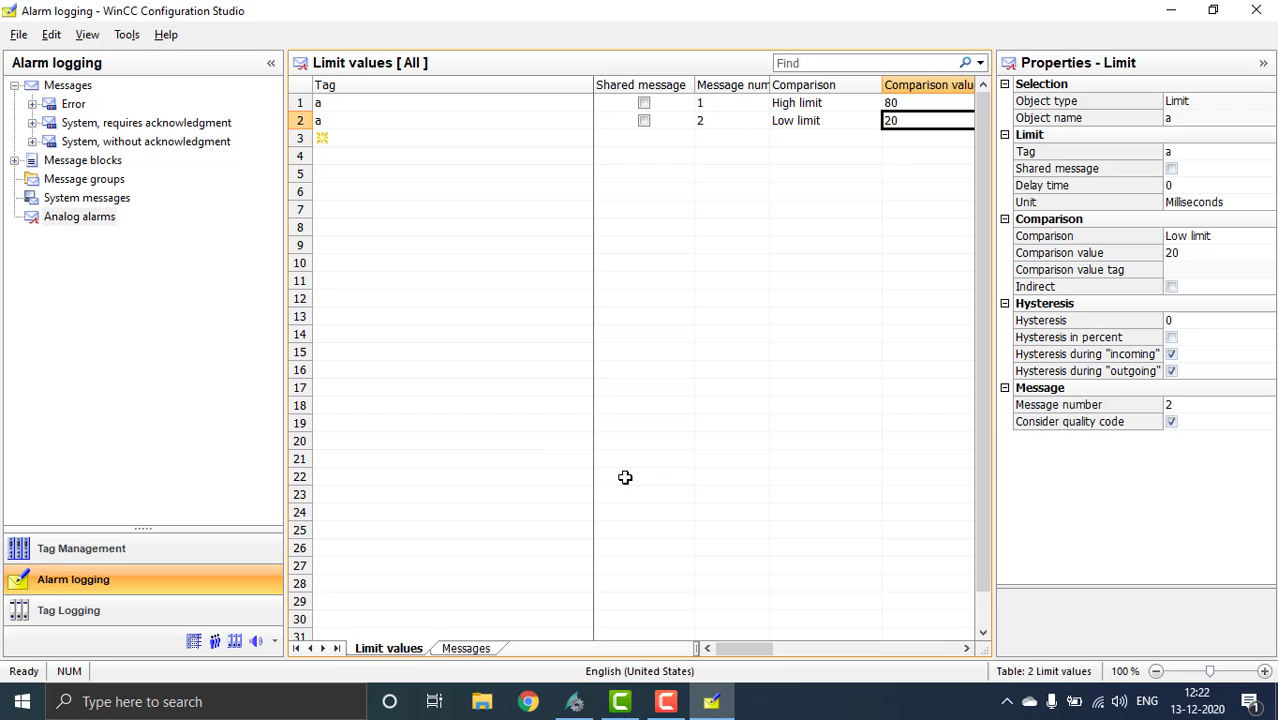 Alarm logging - WinCC Configuration Studio
File Edit View Tools Help
Alarm logging «
Messages
Error
System, requires acknowledgment
System, without acknowledgment
Message blocks
Message groups
System messages
Analog alarms
Tag Management
Alarm logging
Tag Logging
Limit values [ All ] Find
Tag Shared message Message num Comparison Comparison valu
1 a 1 High limit 80
2 a 2 Low limit 20
3
4
5
6
7
8
9
10
11
12
13
14
15
16
17
18
19
20
21
22
23
24
25
26
27
28
29
30
31
Limit values Messages
Properties - Limit »
Selection
Object type Limit
Object name a
Limit
Tag a
Shared message
Delay time 0
Unit Milliseconds
Comparison
Comparison Low limit
Comparison value 20
Comparison value tag
Indirect
Hysteresis
Hysteresis 0
Hysteresis in percent
Hysteresis during "incoming"
Hysteresis during "outgoing"
Message
Message number 2
Consider quality code
Ready NUM English (United States) Table: 2 Limit values 100 %
Type here to search ENG 12:22
13-12-2020 1